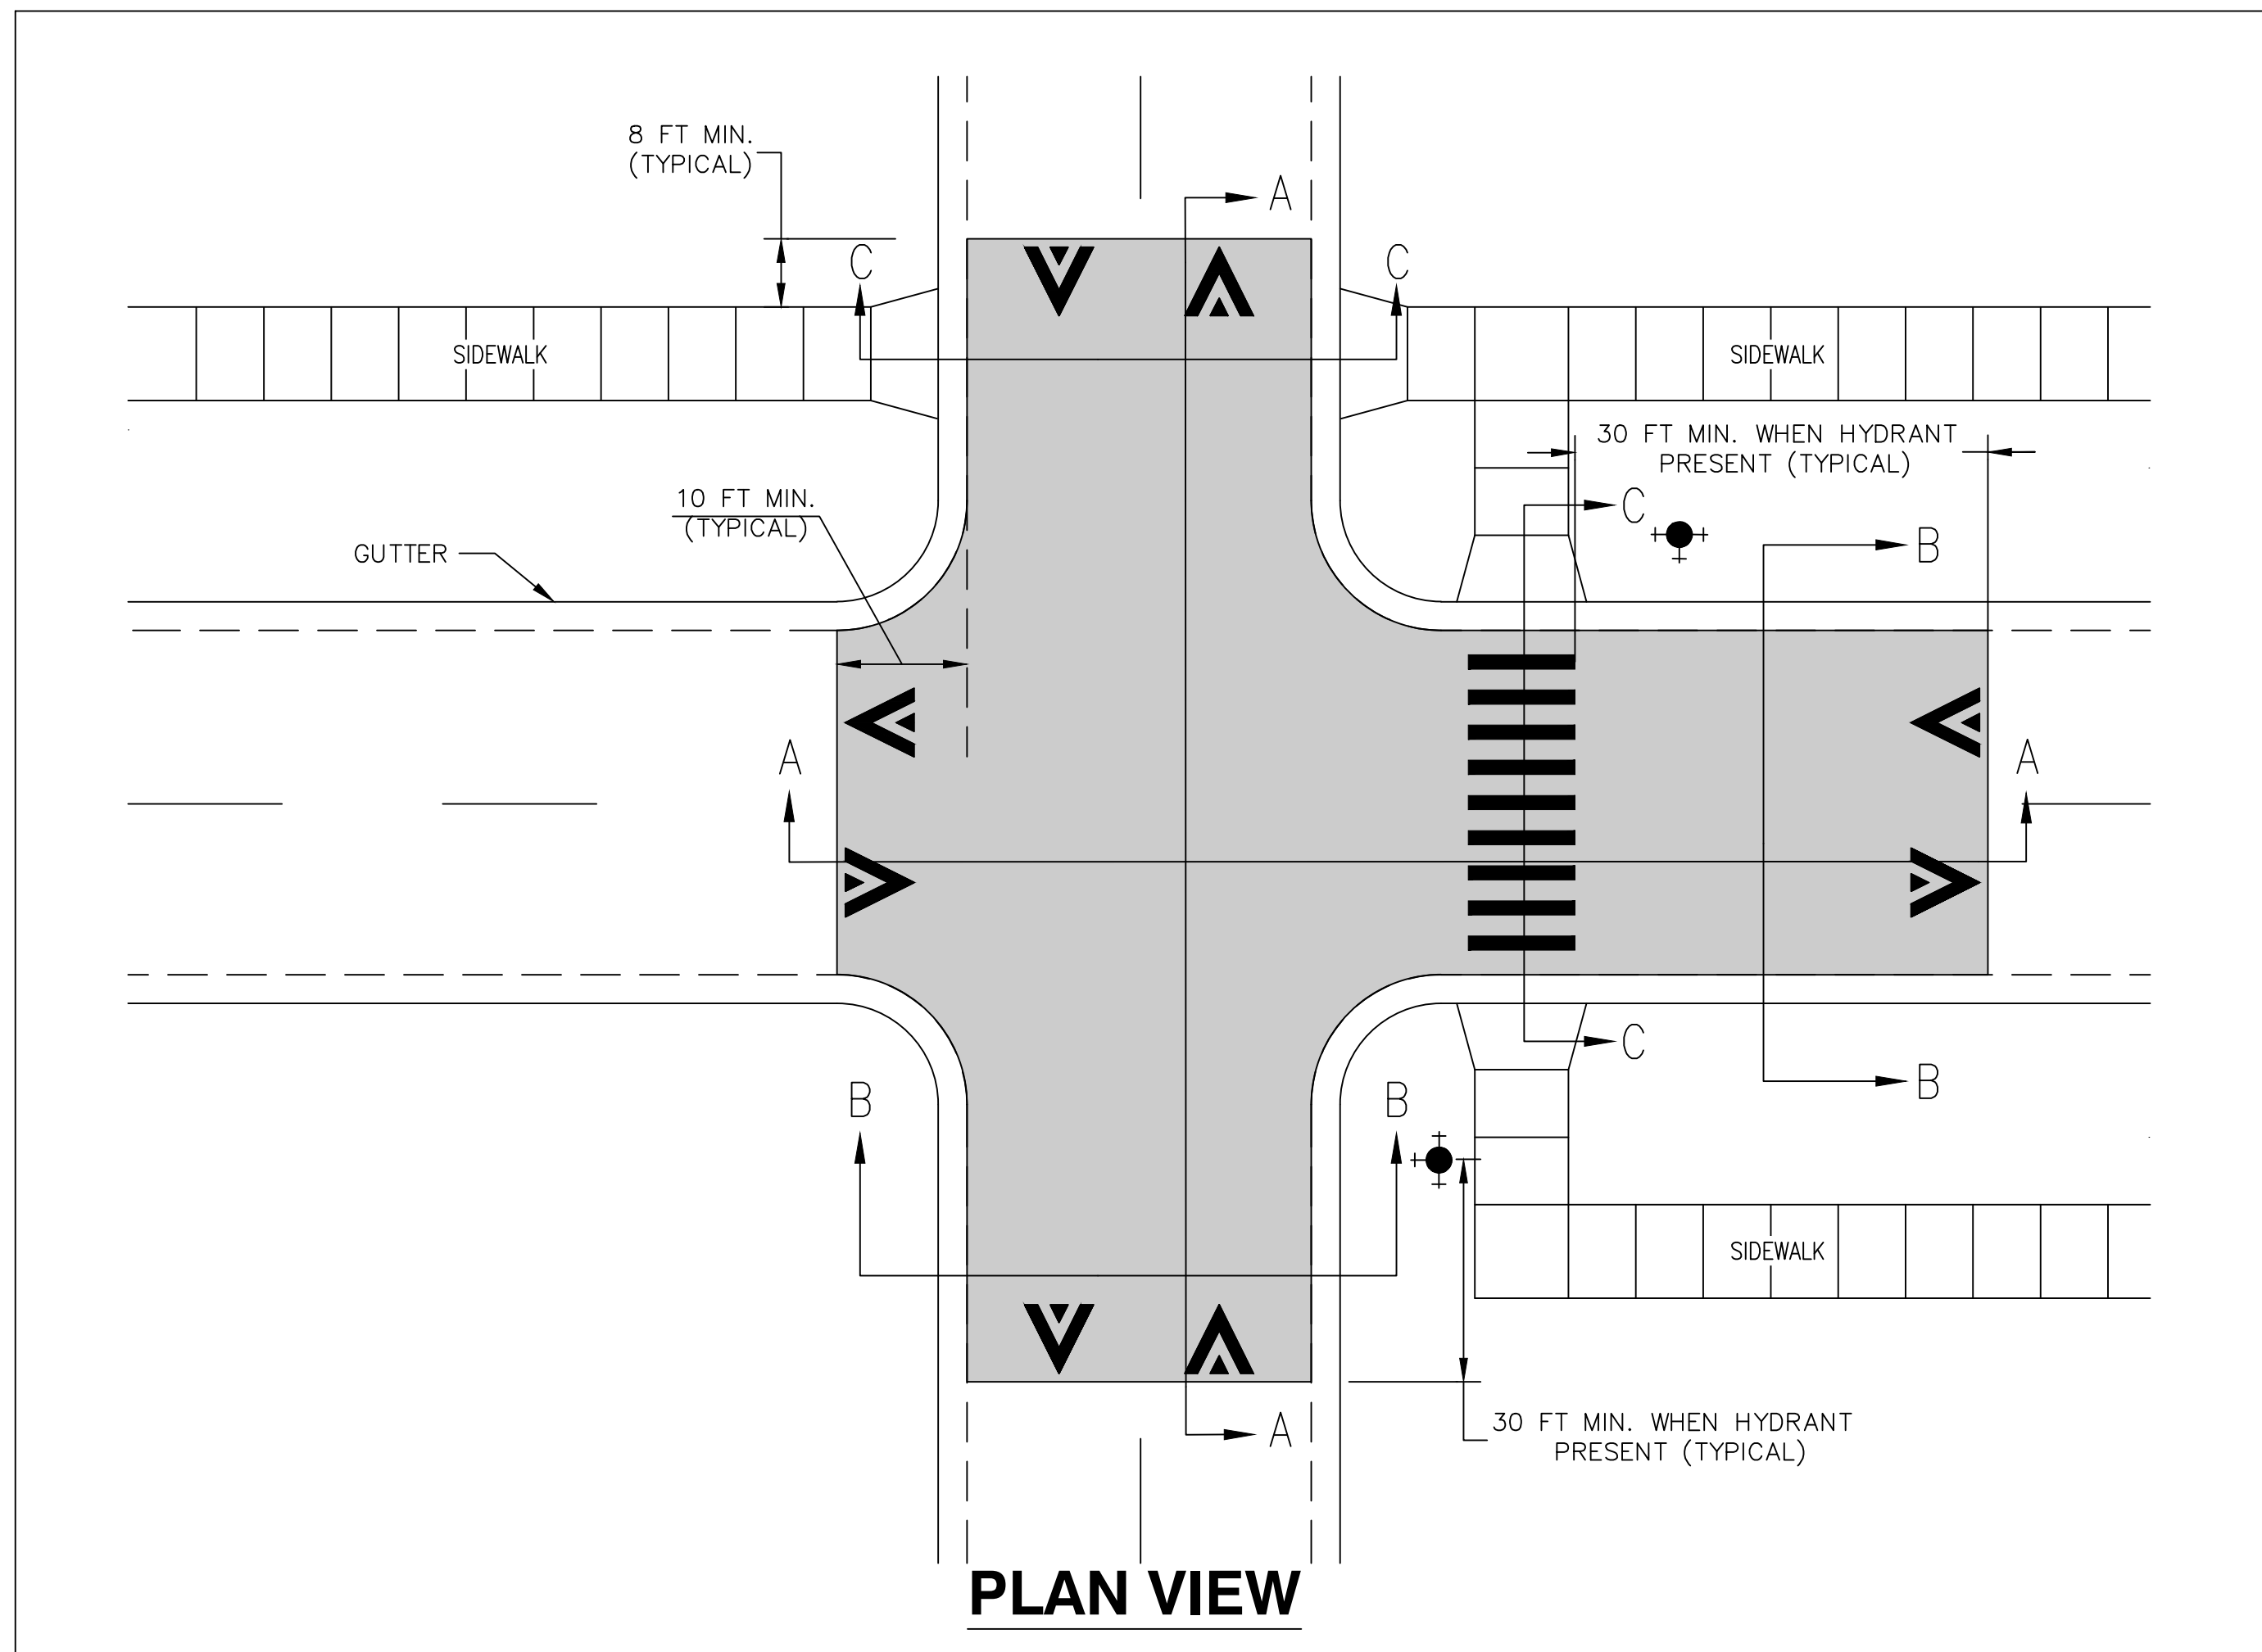 8 FT MIN.
(TYPICAL)
A
C
C
SIDEWALK
SIDEWALK
30 FT MIN. WHEN HYDRANT
PRESENT (TYPICAL)
10 FT MIN.
(TYPICAL)
C
GUTTER
B
A
A
C
B
B
B
SIDEWALK
A
30 FT MIN. WHEN HYDRANT
PRESENT (TYPICAL)
PLAN VIEW